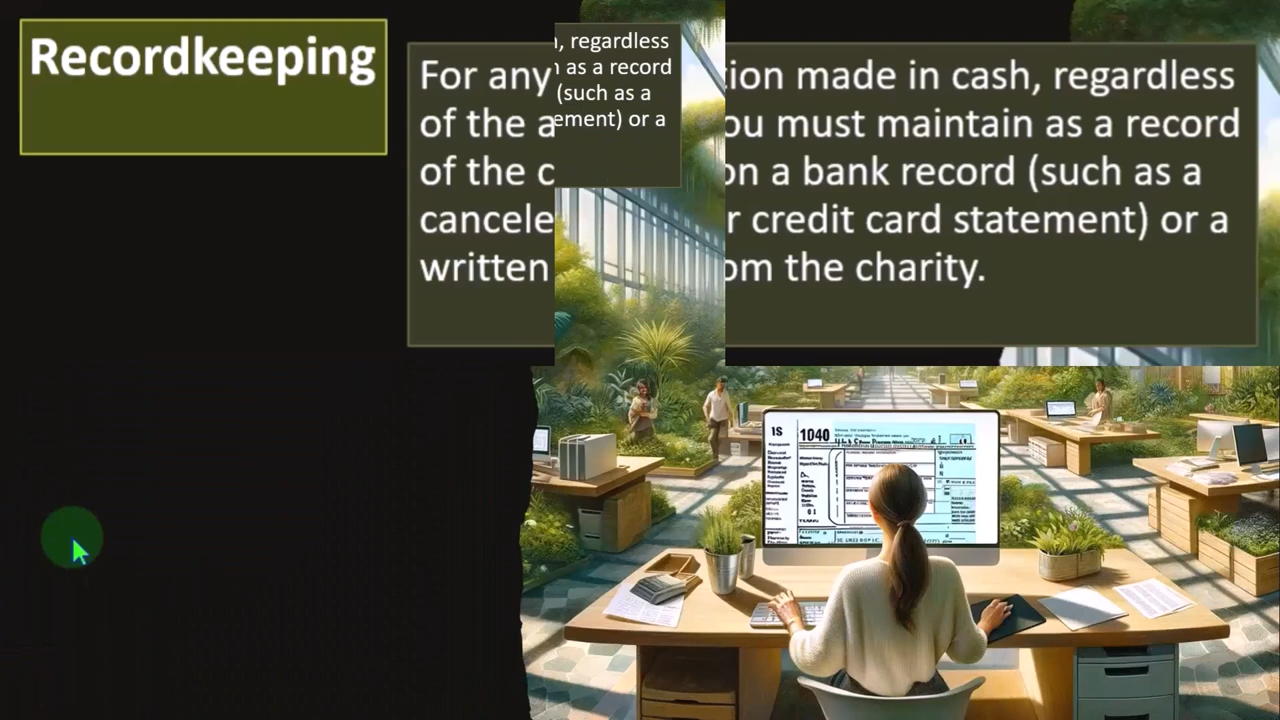 Recordkeeping
For any tion made in cash, regardless
of the a ou must maintain as a record
of the c on a bank record (such as a
cancele r credit card statement) or a
written om the charity.
, regardless
as a record
(such as a
ement) or a
1040